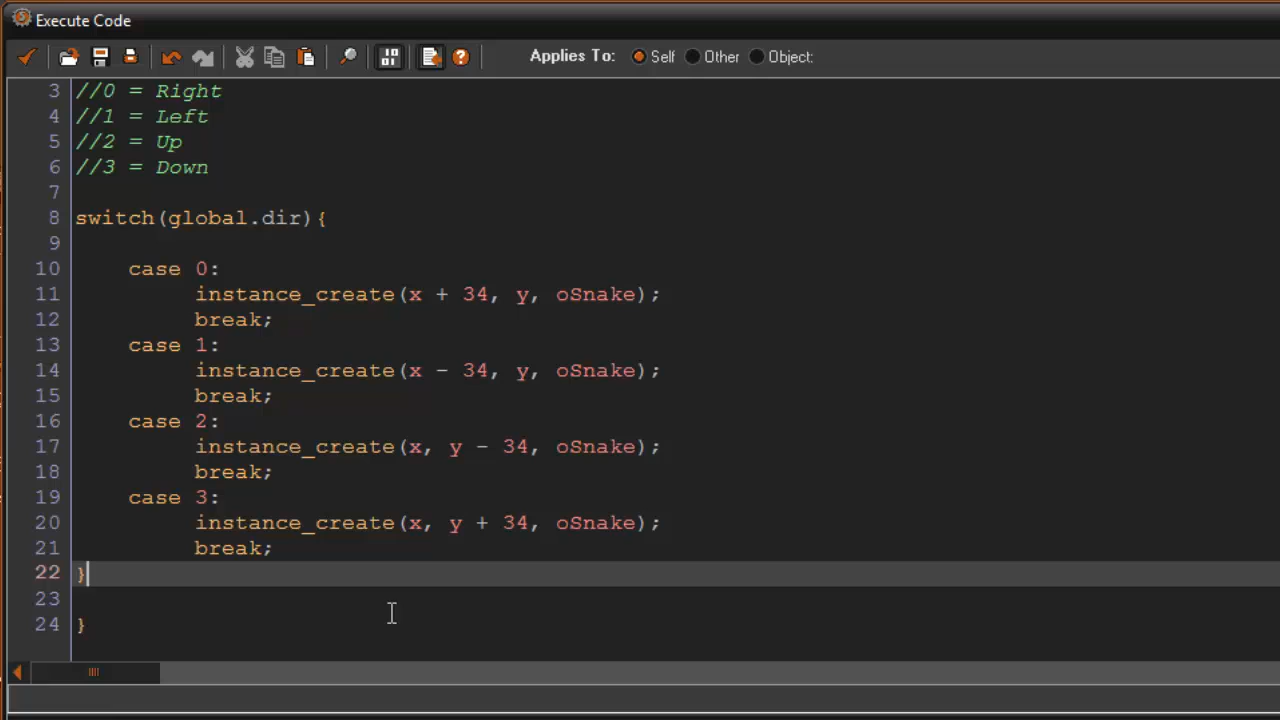 Execute Code
Applies To: Self Other Object:
3 //0 = Right
4 //1 = Left
5 //2 = Up
6 //3 = Down
7
8 switch(global.dir){
9
10 case 0:
11 instance_create(x + 34, y, oSnake);
12 break;
13 case 1:
14 instance_create(x - 34, y, oSnake);
15 break;
16 case 2:
17 instance_create(x, y - 34, oSnake);
18 break;
19 case 3:
20 instance_create(x, y + 34, oSnake);
21 break;
22 }
23
24 }